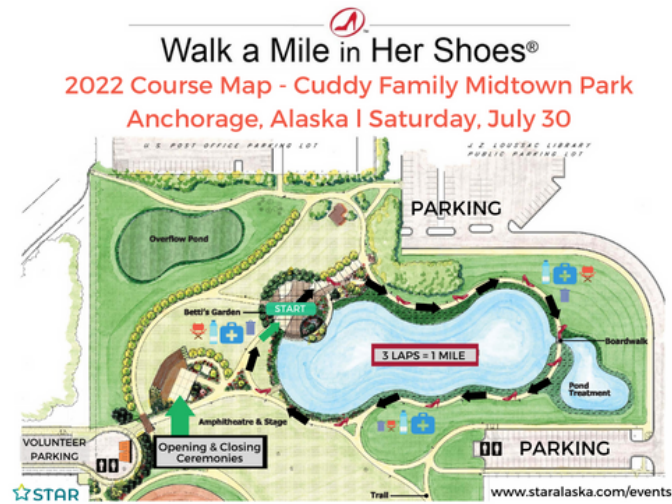 Walk a Mile in Her Shoes®
2022 Course Map - Cuddy Family Midtown Park
Anchorage, Alaska | Saturday, July 30
U.S. POST OFFICE PARKING LOT
J.Z. LOUSSAC LIBRARY
PUBLIC PARKING LOT
PARKING
Overflow Pond
Betti's Garden
START
3 LAPS = 1 MILE
Boardwalk
Pond
Treatment
Amphitheatre & Stage
VOLUNTEER
PARKING
Opening & Closing
Ceremonies
PARKING
Trail
STAR
www.staralaska.com/events